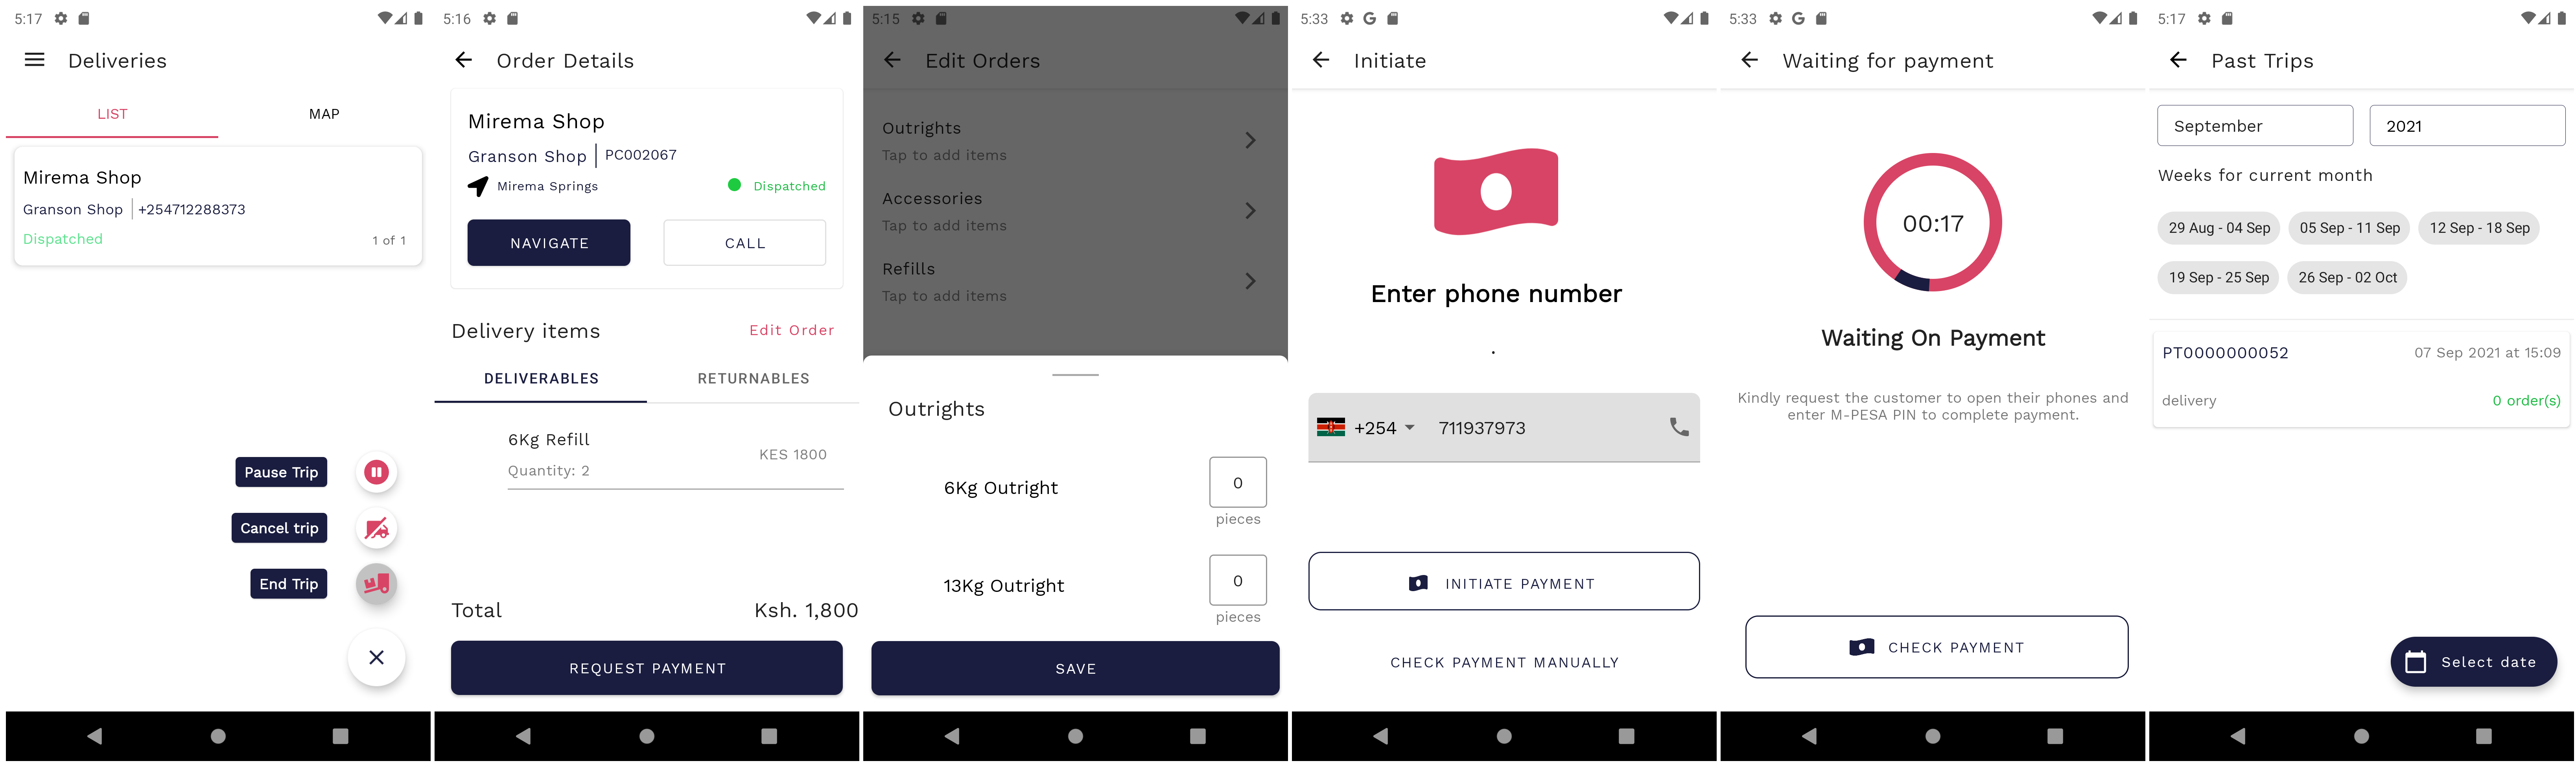 5:17
Deliveries
LIST MAP
Mirema Shop
Granson Shop +254712288373
Dispatched 1 of 1
Pause Trip
Cancel trip
End Trip
5:16
Order Details
Mirema Shop
Granson Shop PC002067
Mirema Springs Dispatched
NAVIGATE CALL
Delivery items Edit Order
DELIVERABLES RETURNABLES
6Kg Refill
KES 1800
Quantity: 2
Total Ksh. 1,800
REQUEST PAYMENT
5:15
Edit Orders
Outrights
Tap to add items
Accessories
Tap to add items
Refills
Tap to add items
Outrights
6Kg Outright 0
pieces
13Kg Outright 0
pieces
SAVE
5:33 G
Initiate
Enter phone number
.
+254 711937973
INITIATE PAYMENT
CHECK PAYMENT MANUALLY
5:33 G
Waiting for payment
00:17
Waiting On Payment
Kindly request the customer to open their phones and
enter M-PESA PIN to complete payment.
CHECK PAYMENT
5:17
Past Trips
September 2021
Weeks for current month
29 Aug - 04 Sep 05 Sep - 11 Sep 12 Sep - 18 Sep
19 Sep - 25 Sep 26 Sep - 02 Oct
PT0000000052 07 Sep 2021 at 15:09
delivery 0 order(s)
Select date